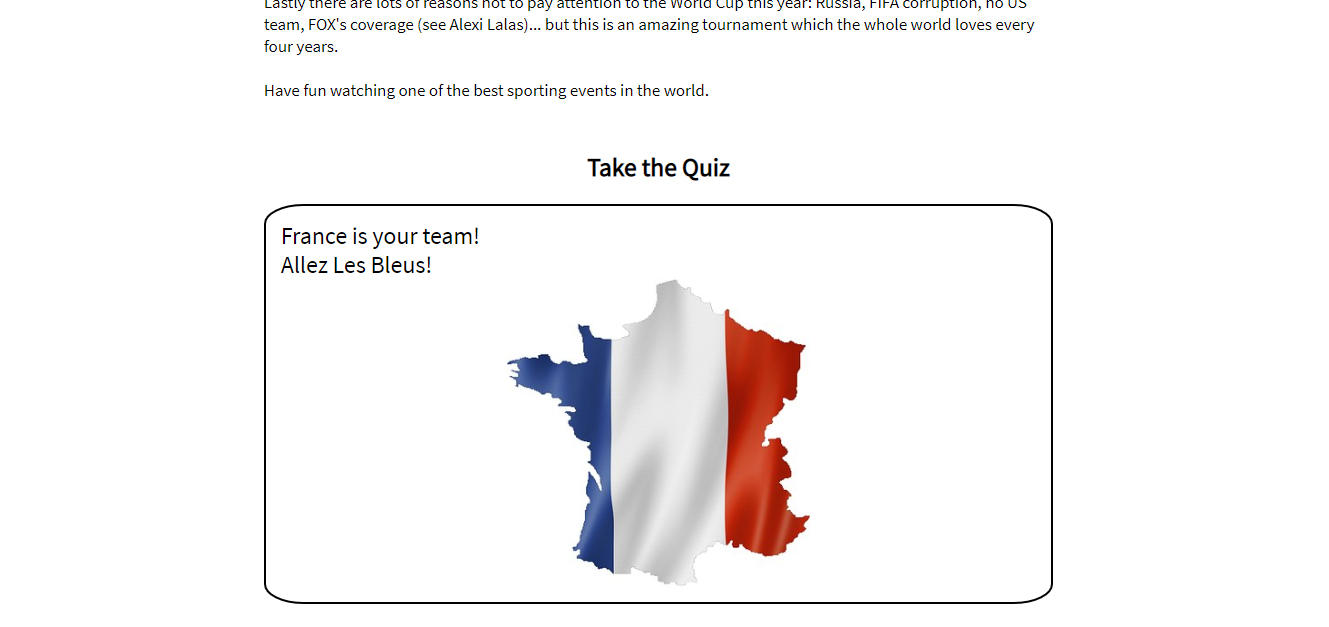 Lastly there are lots of reasons not to pay attention to the World Cup this year: Russia, FIFA corruption, no US
team, FOX's coverage (see Alexi Lalas)... but this is an amazing tournament which the whole world loves every
four years.
Have fun watching one of the best sporting events in the world.
Take the Quiz
France is your team!
Allez Les Bleus!